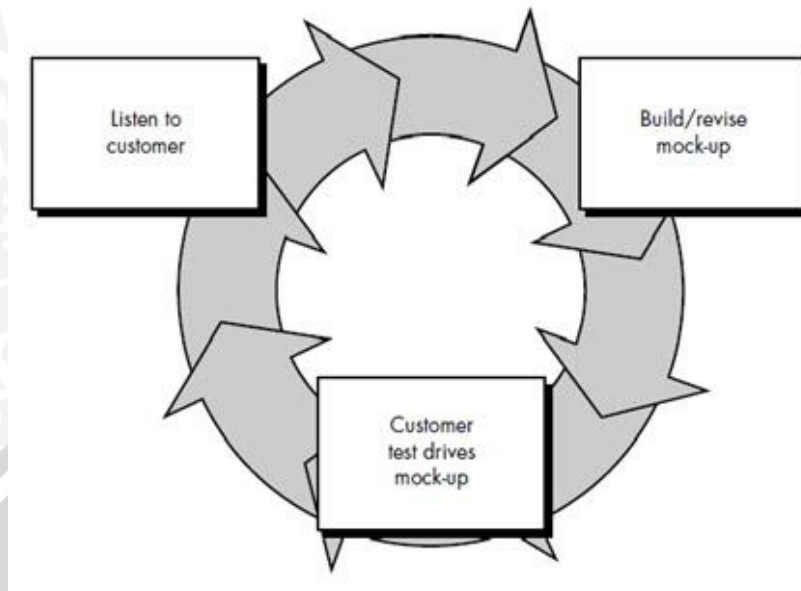 Listen to
customer
Build/revise
mock-up
Customer
test drives
mock-up